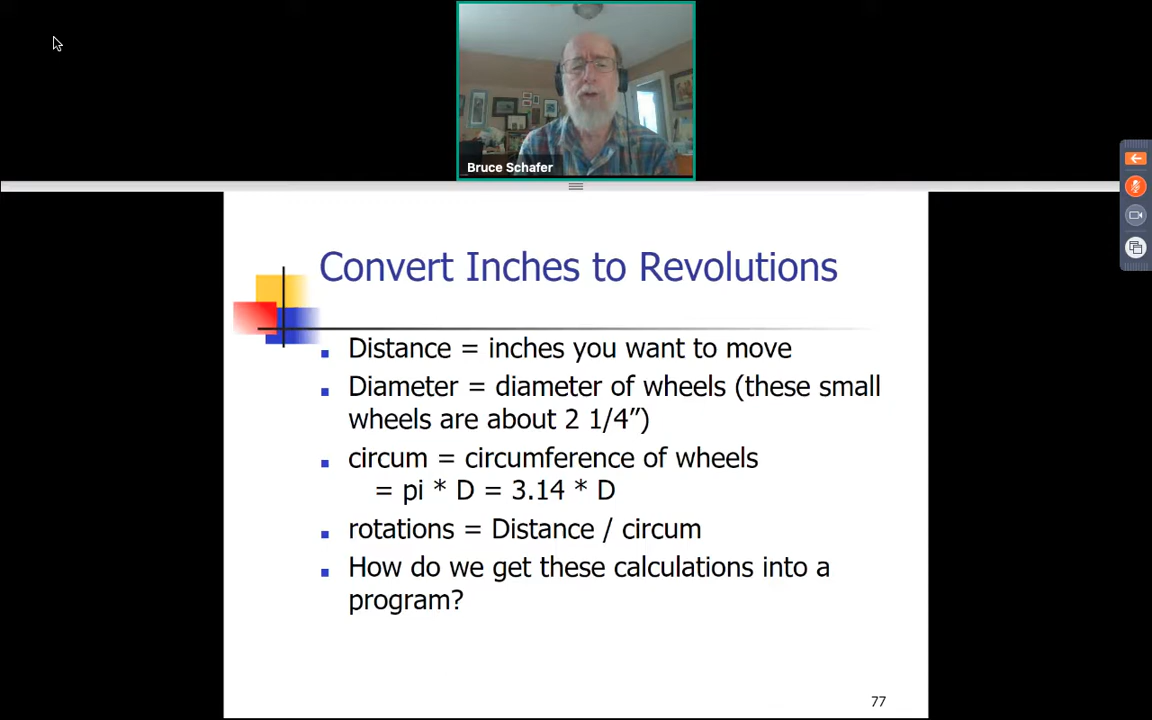 Bruce Schafer
Convert Inches to Revolutions
Distance = inches you want to move
Diameter = diameter of wheels (these small
wheels are about 2 1/4”)
circum = circumference of wheels
= pi * D = 3.14 * D
rotations = Distance / circum
How do we get these calculations into a
program?
77